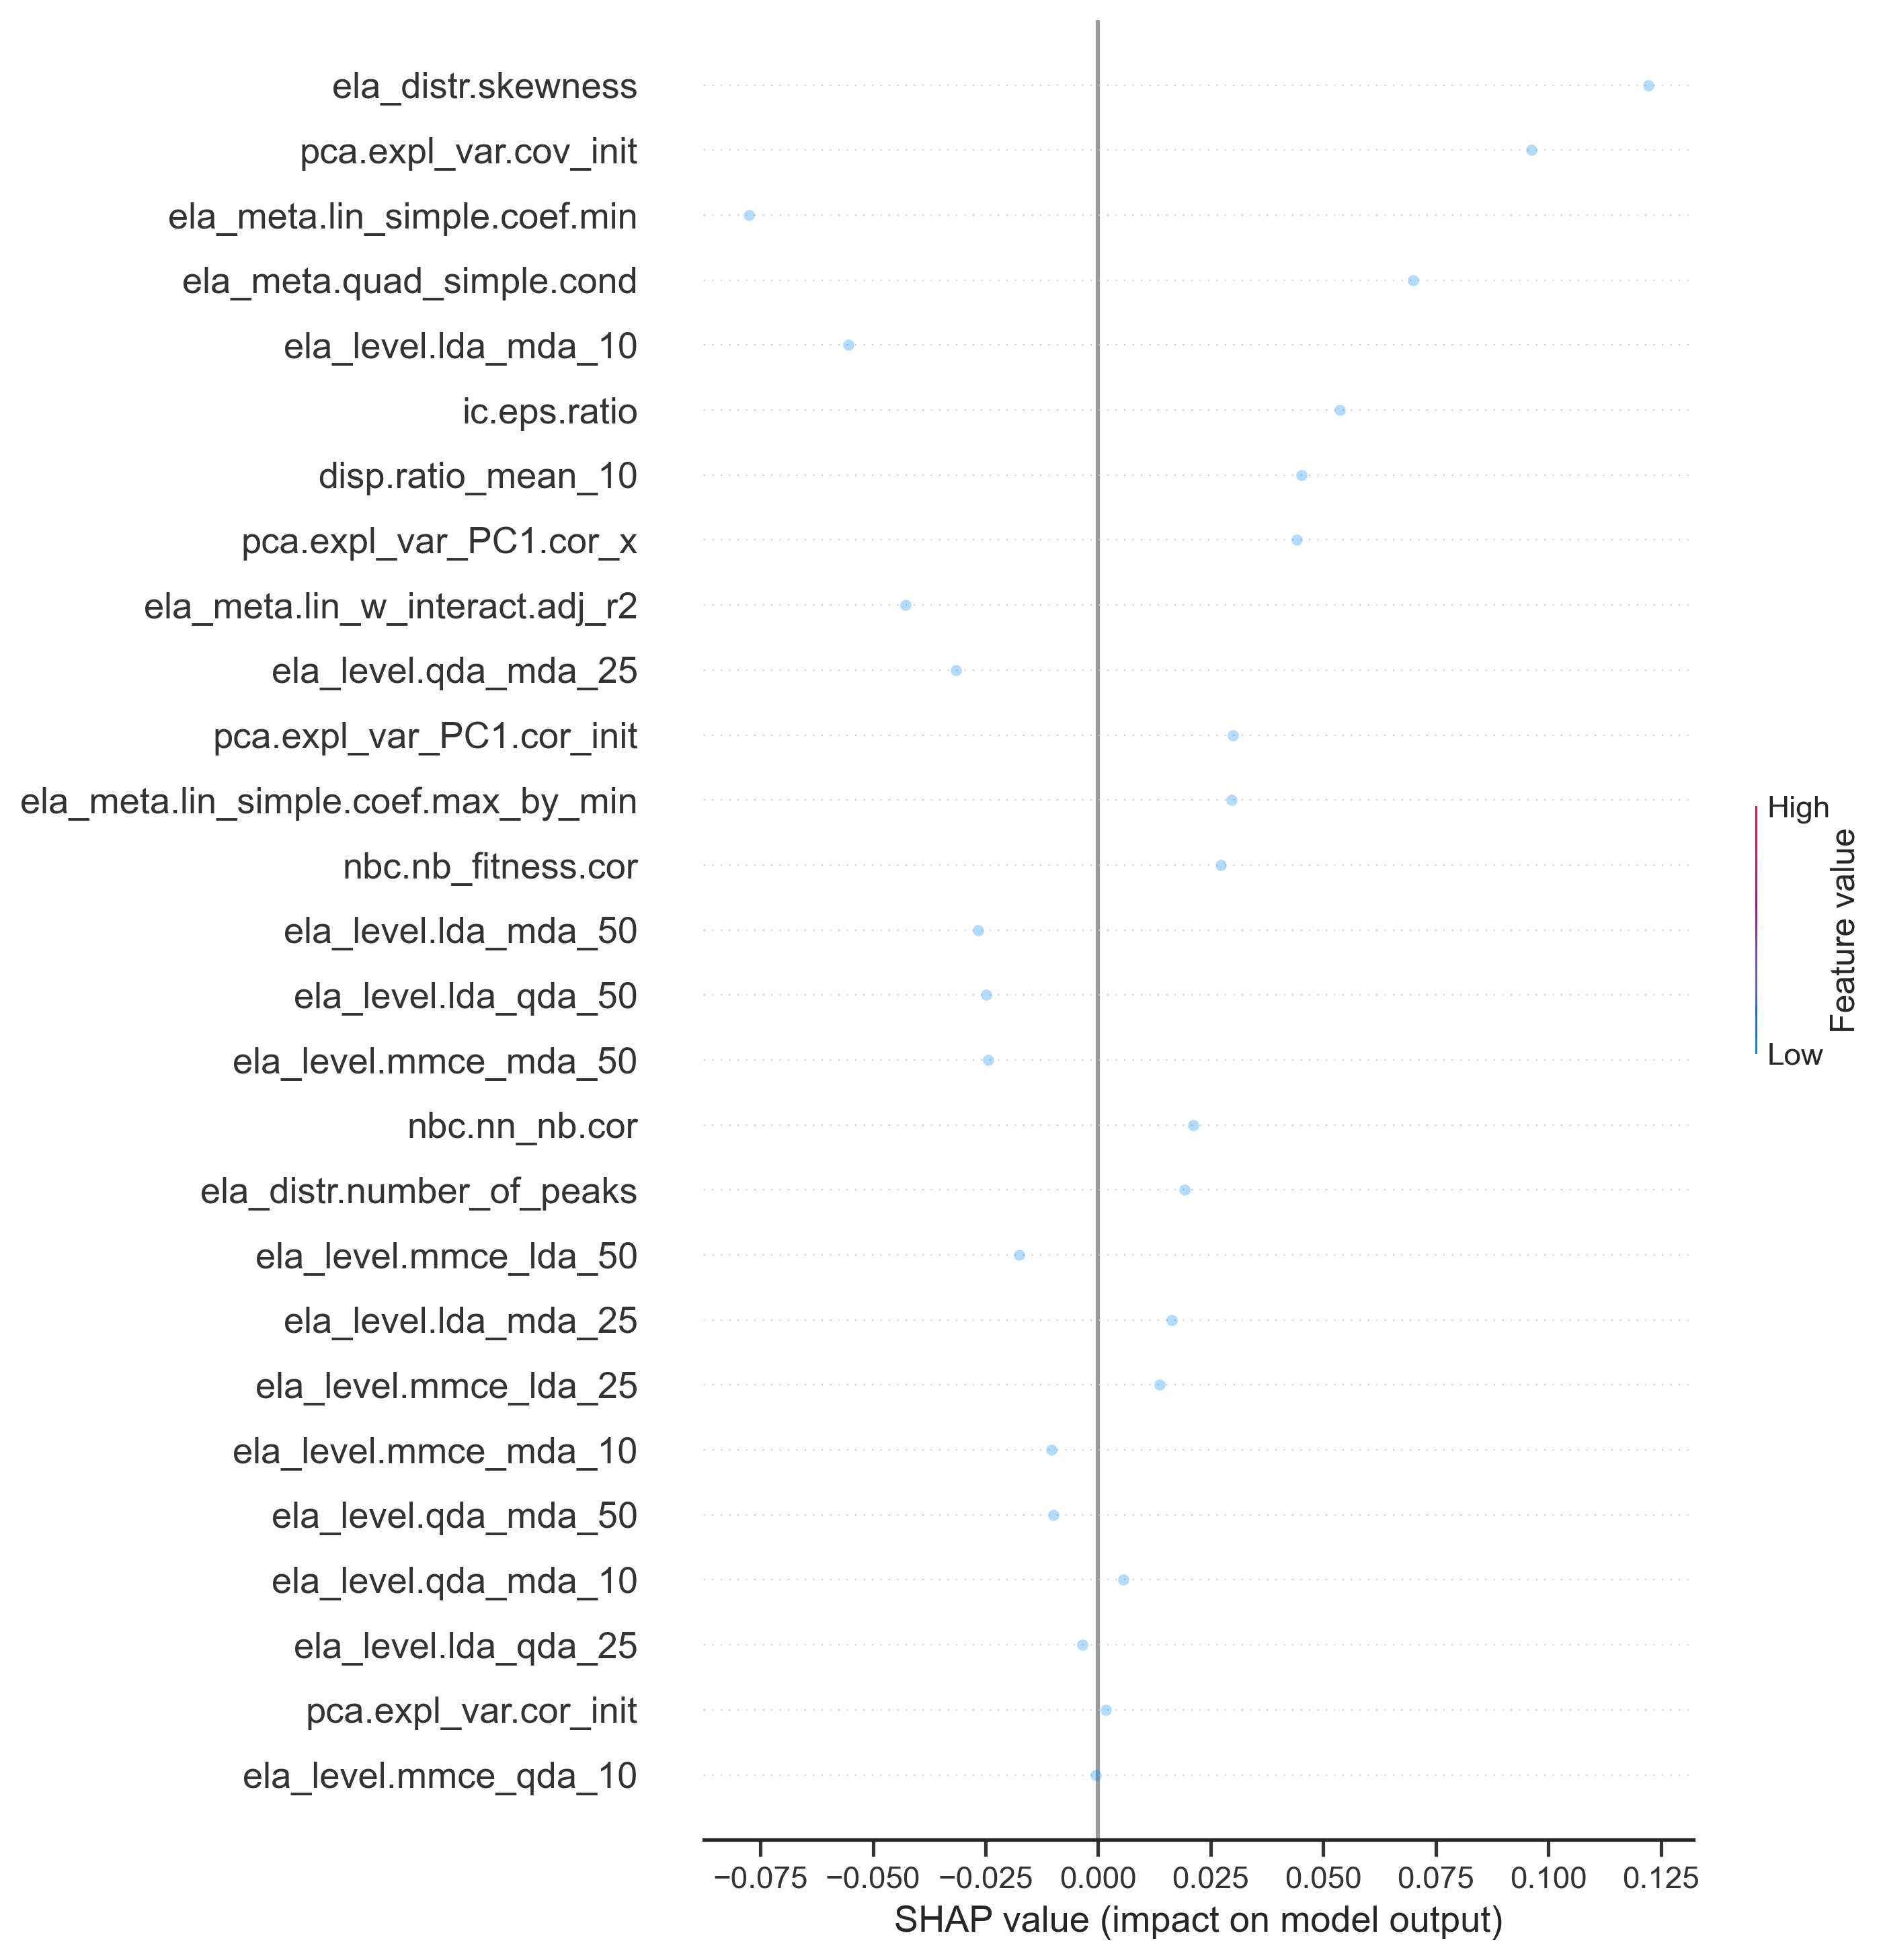 ela_distr.skewness
pca.expl_var.cov_init
ela_meta.lin_simple.coef.min
ela_meta.quad_simple.cond
ela_level.lda_mda_10
ic.eps.ratio
disp.ratio_mean_10
pca.expl_var_PC1.cor_x
ela_meta.lin_w_interact.adj_r2
ela_level.qda_mda_25
pca.expl_var_PC1.cor_init
ela_meta.lin_simple.coef.max_by_min
nbc.nb_fitness.cor
ela_level.lda_mda_50
ela_level.lda_qda_50
ela_level.mmce_mda_50
nbc.nn_nb.cor
ela_distr.number_of_peaks
ela_level.mmce_lda_50
ela_level.lda_mda_25
ela_level.mmce_lda_25
ela_level.mmce_mda_10
ela_level.qda_mda_50
ela_level.qda_mda_10
ela_level.lda_qda_25
pca.expl_var.cor_init
ela_level.mmce_qda_10
−0.075 −0.050 −0.025 0.000 0.025 0.050 0.075 0.100 0.125
SHAP value (impact on model output)
High
Low
Feature value